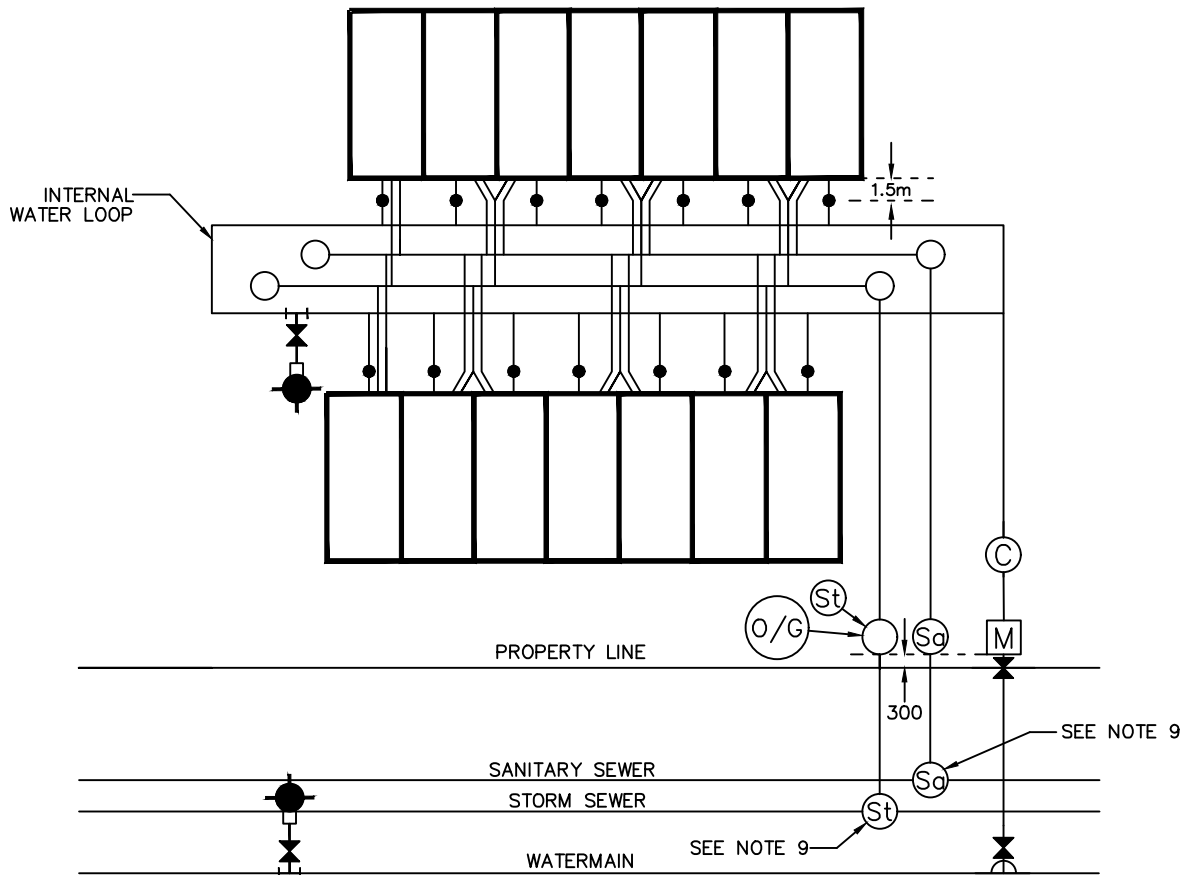 1.5m
INTERNAL
WATER LOOP
C
St
O/G
Sa
M
PROPERTY LINE
300
SEE NOTE 9
SANITARY SEWER
Sa
STORM SEWER
St
SEE NOTE 9
WATERMAIN